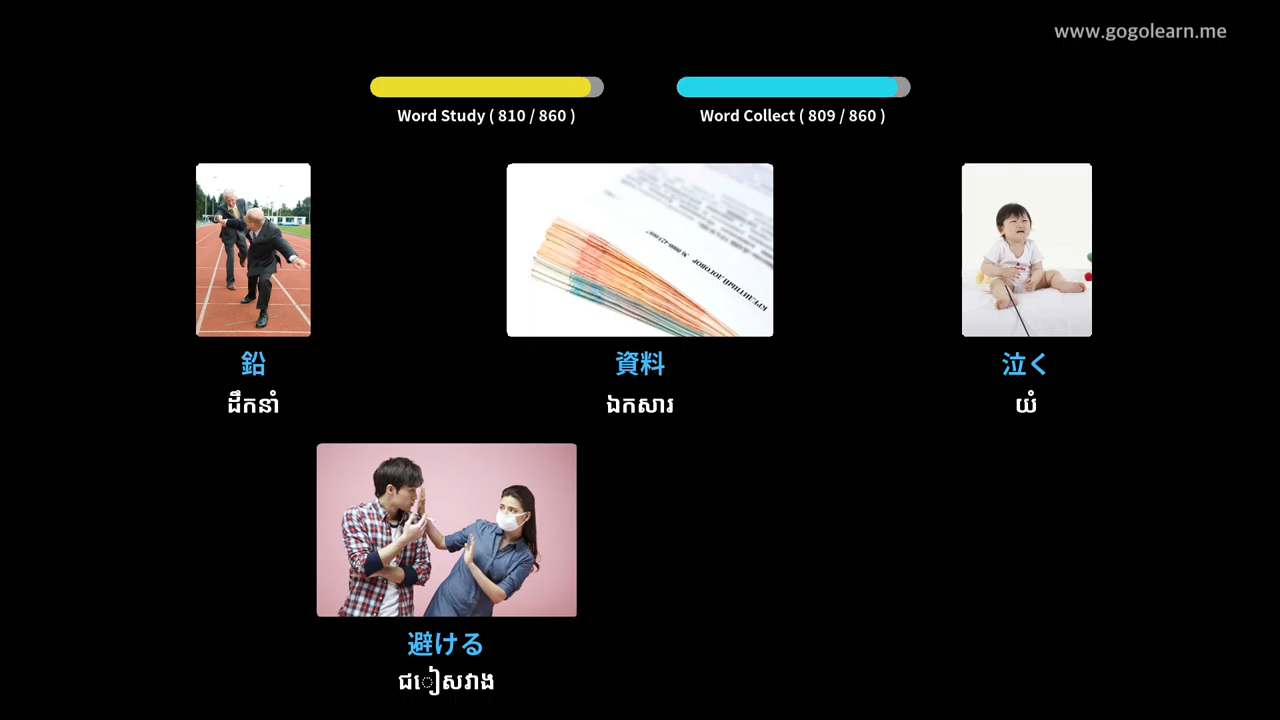 www.gogolearn.me
Word Study ( 810 / 860 )
Word Collect ( 809 / 860 )
鉛
ដឹកនាំ
資料
ឯកសារ
泣く
យំ
避ける
ជៀសវាង